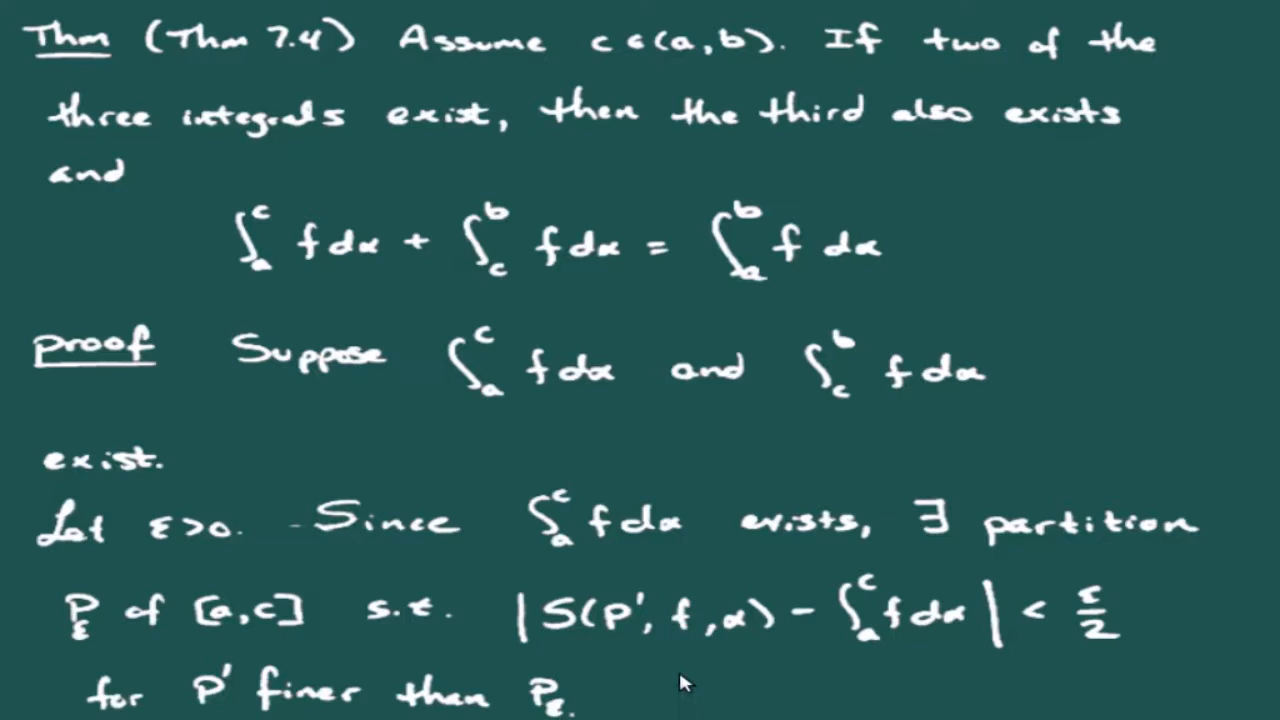 Thm (Thm 7.4) Assume c ∈ (a,b). If two of the
three integrals exist, then the third also exists
and
∫_a^c f dα + ∫_c^b f dα = ∫_a^b f dα
Proof Suppose ∫_a^c f dα and ∫_c^b f dα
exist.
Let ε>0. Since ∫_a^c f dα exists, ∃ partition
P_ε of [a,c] s.t. |S(P', f, α) - ∫_a^c f dα| < ε/2
for P' finer than P_ε.